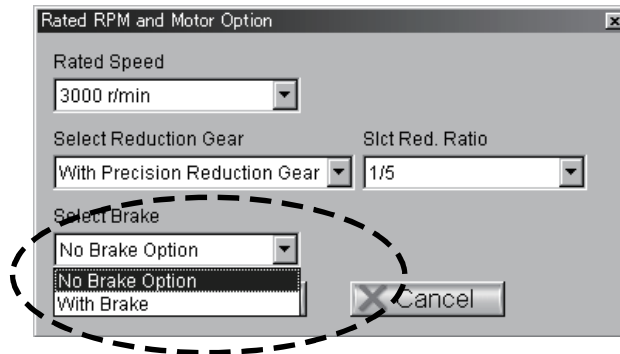 Rated RPM and Motor Option
Rated Speed
3000 r/min
Select Reduction Gear
Slct Red. Ratio
With Precision Reduction Gear
1/5
Select Brake
No Brake Option
No Brake Option
With Brake
Cancel